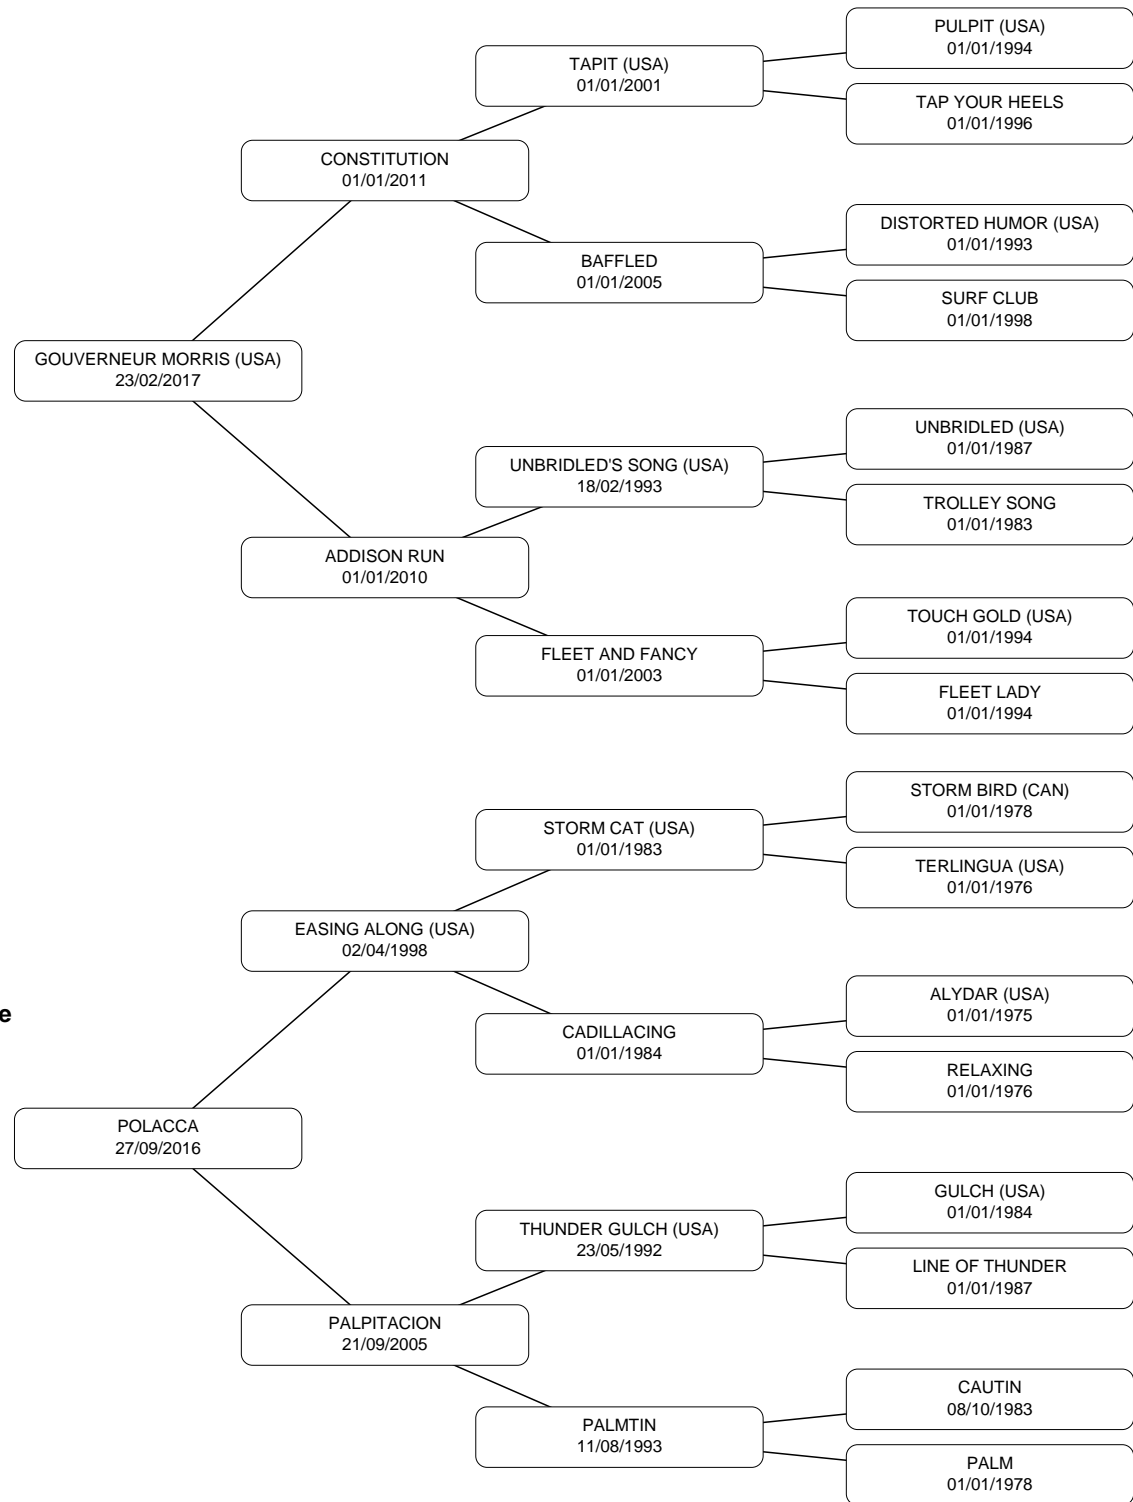 PULPIT (USA)
01/01/1994
TAPIT (USA)
01/01/2001
TAP YOUR HEELS
01/01/1996
CONSTITUTION
01/01/2011
DISTORTED HUMOR (USA)
01/01/1993
BAFFLED
01/01/2005
SURF CLUB
01/01/1998
GOUVERNEUR MORRIS (USA)
23/02/2017
UNBRIDLED (USA)
01/01/1987
UNBRIDLED'S SONG (USA)
18/02/1993
TROLLEY SONG
01/01/1983
ADDISON RUN
01/01/2010
TOUCH GOLD (USA)
01/01/1994
FLEET AND FANCY
01/01/2003
FLEET LADY
01/01/1994
STORM BIRD (CAN)
01/01/1978
STORM CAT (USA)
01/01/1983
TERLINGUA (USA)
01/01/1976
EASING ALONG (USA)
02/04/1998
ALYDAR (USA)
01/01/1975
e
CADILLACING
01/01/1984
RELAXING
01/01/1976
POLACCA
27/09/2016
GULCH (USA)
01/01/1984
THUNDER GULCH (USA)
23/05/1992
LINE OF THUNDER
01/01/1987
PALPITACION
21/09/2005
CAUTIN
08/10/1983
PALMTIN
11/08/1993
PALM
01/01/1978